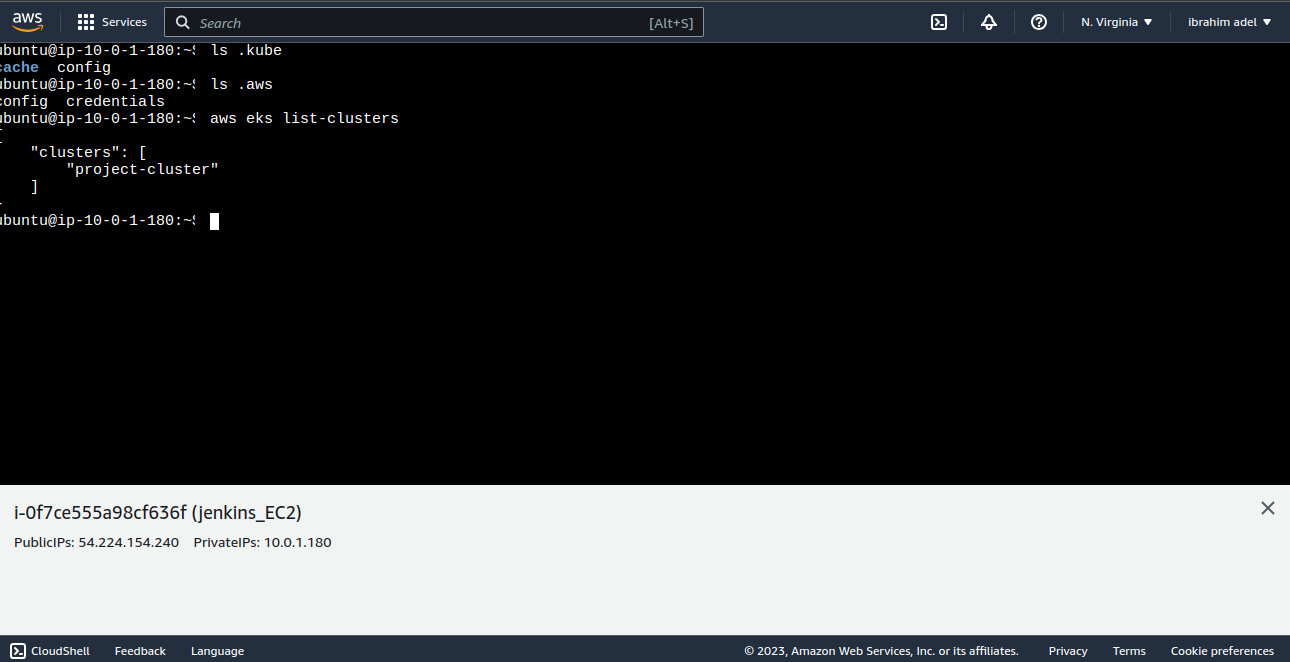 aws Services Search [Alt+S] N. Virginia ibrahim adel
ubuntu@ip-10-0-1-180:~$ ls .kube
cache config
ubuntu@ip-10-0-1-180:~$ ls .aws
config credentials
ubuntu@ip-10-0-1-180:~$ aws eks list-clusters
{
"clusters": [
"project-cluster"
]
}
ubuntu@ip-10-0-1-180:~$
i-0f7ce555a98cf636f (jenkins_EC2)
PublicIPs: 54.224.154.240 PrivateIPs: 10.0.1.180
CloudShell Feedback Language © 2023, Amazon Web Services, Inc. or its affiliates. Privacy Terms Cookie preferences